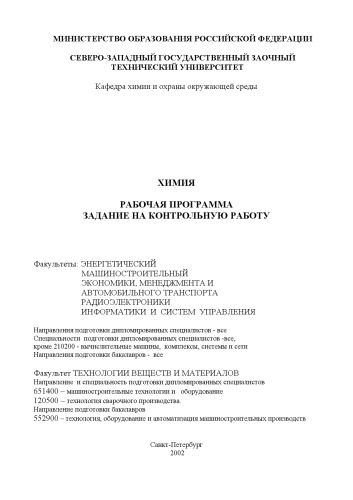 МИНИСТЕРСТВО ОБРАЗОВАНИЯ РОССИЙСКОЙ ФЕДЕРАЦИИ
СЕВЕРО-ЗАПАДНЫЙ ГОСУДАРСТВЕННЫЙ ЗАОЧНЫЙ
ТЕХНИЧЕСКИЙ УНИВЕРСИТЕТ
Кафедра химии и охраны окружающей среды
ХИМИЯ
РАБОЧАЯ ПРОГРАММА
ЗАДАНИЕ НА КОНТРОЛЬНУЮ РАБОТУ
Факультеты: ЭНЕРГЕТИЧЕСКИЙ
МАШИНОСТРОИТЕЛЬНЫЙ
ЭКОНОМИКИ, МЕНЕДЖМЕНТА И
АВТОМОБИЛЬНОГО ТРАНСПОРТА
РАДИОЭЛЕКТРОНИКИ
ИНФОРМАТИКИ И СИСТЕМ УПРАВЛЕНИЯ
Направления подготовки дипломированных специалистов - все
Специальности подготовки дипломированных специалистов -все,
кроме 210200 - вычислительные машины, комплексы, системы и сети
Направления подготовки бакалавров - все
Факультет ТЕХНОЛОГИИ ВЕЩЕСТВ И МАТЕРИАЛОВ
Направление и специальность подготовки дипломированных специалистов
651400 – машиностроительные технологии и оборудование
120500 – технология сварочного производства.
Направление подготовки бакалавров
552900 – технология, оборудование и автоматизация машиностроительных производств
Санкт-Петербург
2002